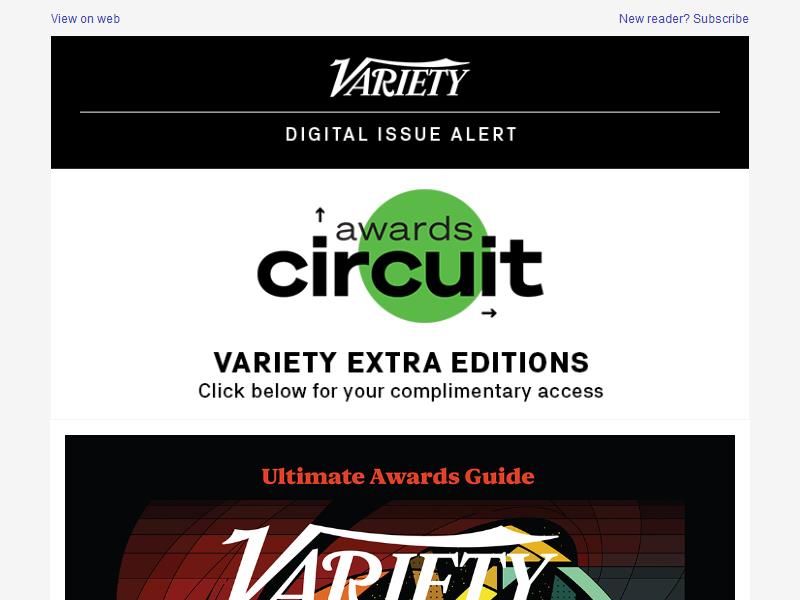 View on web
New reader? Subscribe
VARIETY
DIGITAL ISSUE ALERT
awards
circuit
VARIETY EXTRA EDITIONS
Click below for your complimentary access
Ultimate Awards Guide
VARIETY